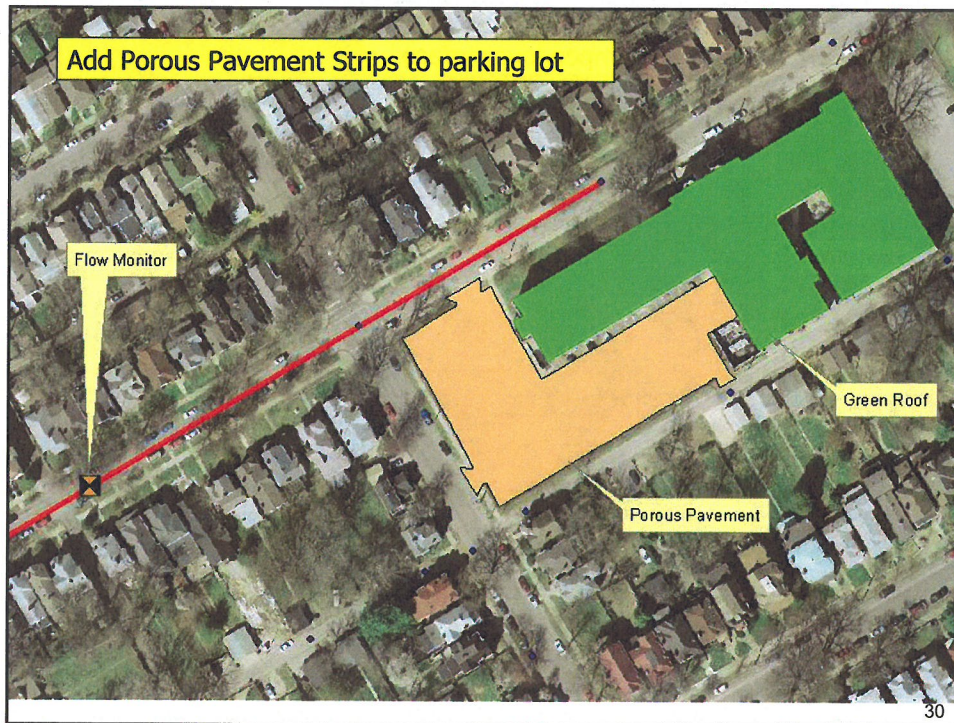 Add Porous Pavement Strips to parking lot
Flow Monitor
Green Roof
Porous Pavement
30